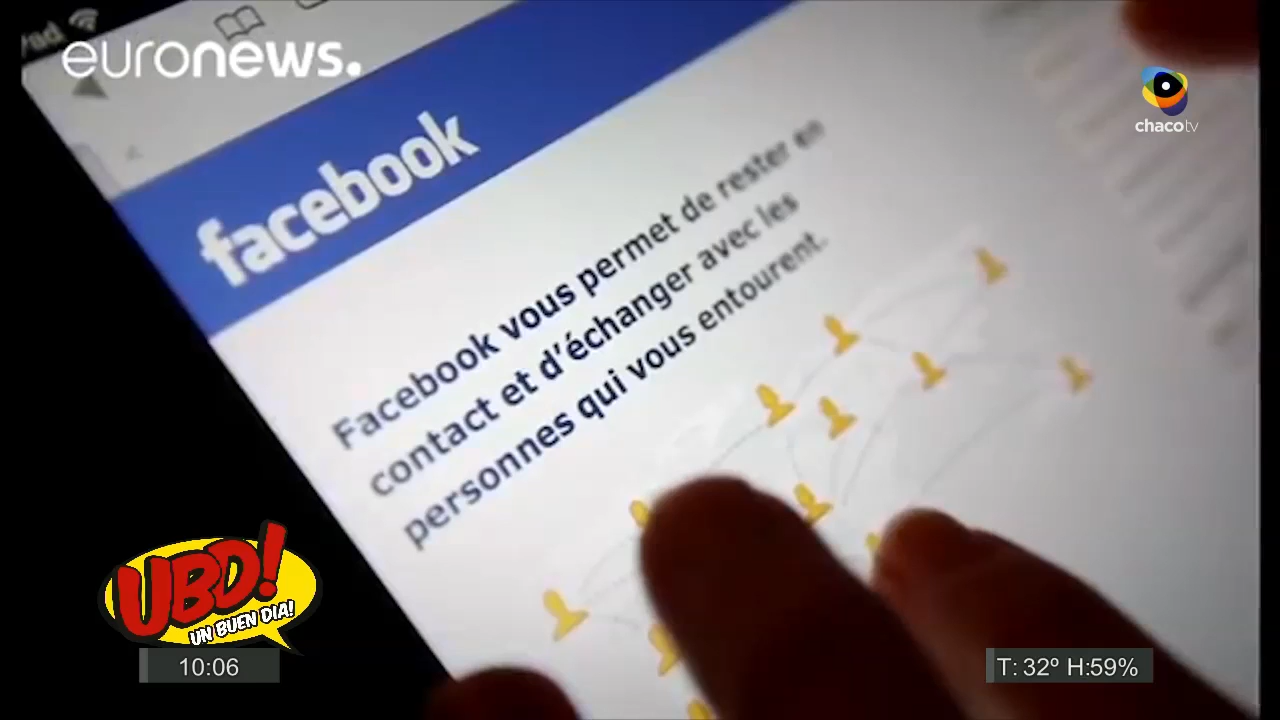 euronews.
chacotv
facebook
Facebook vous permet de rester en
contact et d'échanger avec les
personnes qui vous entourent.
UBD!
UN BUEN DIA!
10:06
T: 32º H:59%